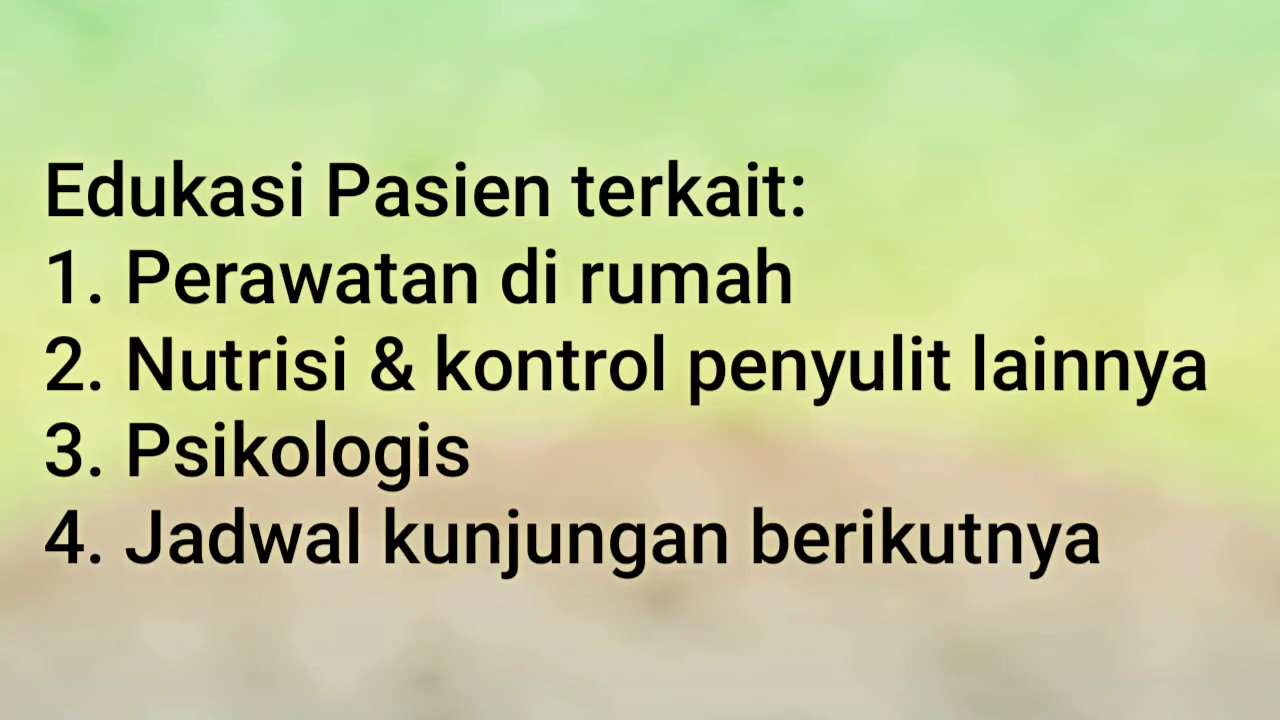 Edukasi Pasien terkait:
1. Perawatan di rumah
2. Nutrisi & kontrol penyulit lainnya
3. Psikologis
4. Jadwal kunjungan berikutnya